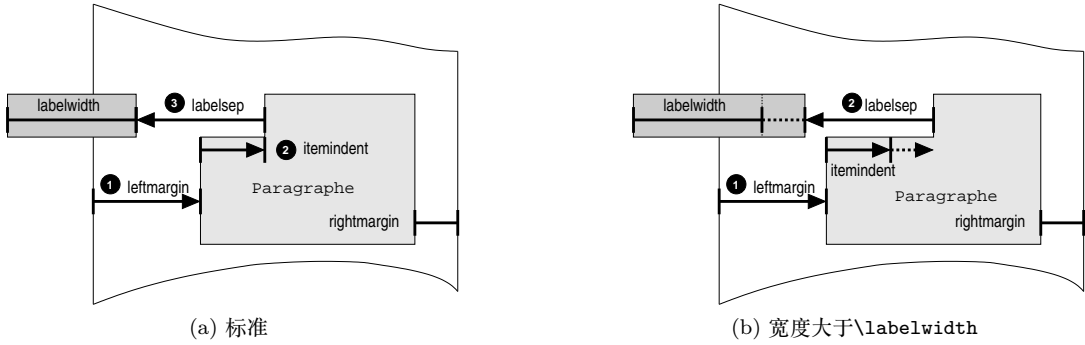 labelwidth
3 labelsep
2 itemindent
1 leftmargin
Paragraphe
rightmargin
(a) 标准
labelwidth
2 labelsep
itemindent
1 leftmargin
Paragraphe
rightmargin
(b) 宽度大于\labelwidth